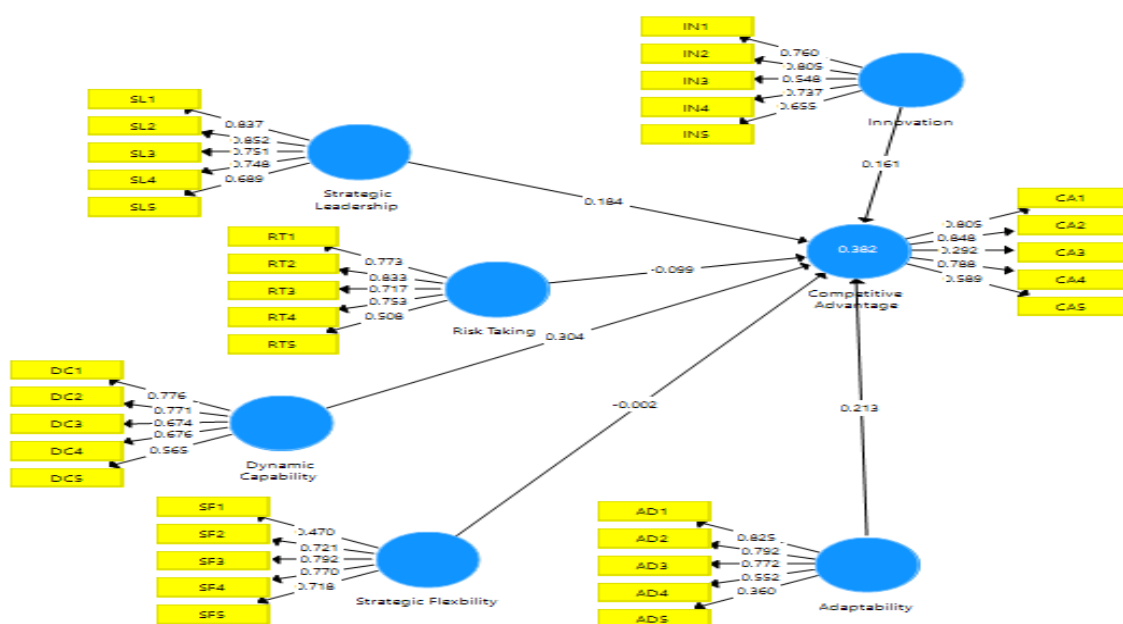 IN1
IN2
IN3
IN4
IN5
0.760
0.805
0.548
0.737
0.655
Innovation
0.161
SL1
SL2
SL3
SL4
SL5
0.837
0.852
0.751
0.748
0.689
Strategic
Leadership
0.184
RT1
RT2
RT3
RT4
RT5
0.773
0.833
0.717
0.753
0.508
Risk Taking
-0.099
0.382
Competitive
Advantage
0.805
0.848
0.292
0.788
0.589
CA1
CA2
CA3
CA4
CA5
DC1
DC2
DC3
DC4
DC5
0.776
0.771
0.674
0.676
0.565
Dynamic
Capability
0.304
SF1
SF2
SF3
SF4
SF5
0.470
0.721
0.792
0.770
0.718
Strategic Flexbility
-0.002
AD1
AD2
AD3
AD4
AD5
0.825
0.792
0.772
0.552
0.360
Adaptability
0.213